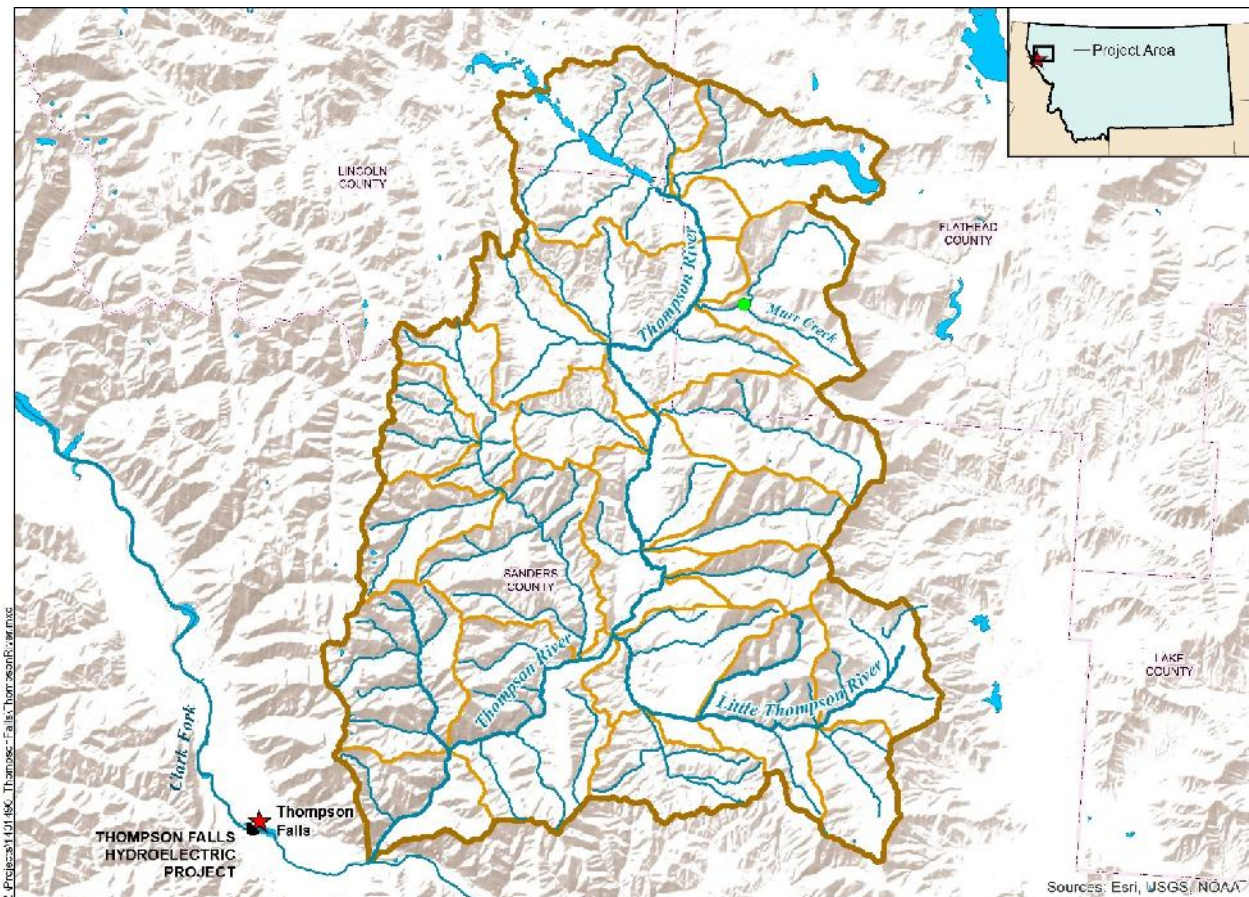 Project Area
LINCOLN
COUNTY
FLATHEAD
COUNTY
Thompson River
Murr Creek
SANDERS
COUNTY
LAKE
COUNTY
Thompson River
Little Thompson River
Clark Fork
Thompson
Falls
THOMPSON FALLS
HYDROELECTRIC
PROJECT
Sources: Esri, USGS, NOAA